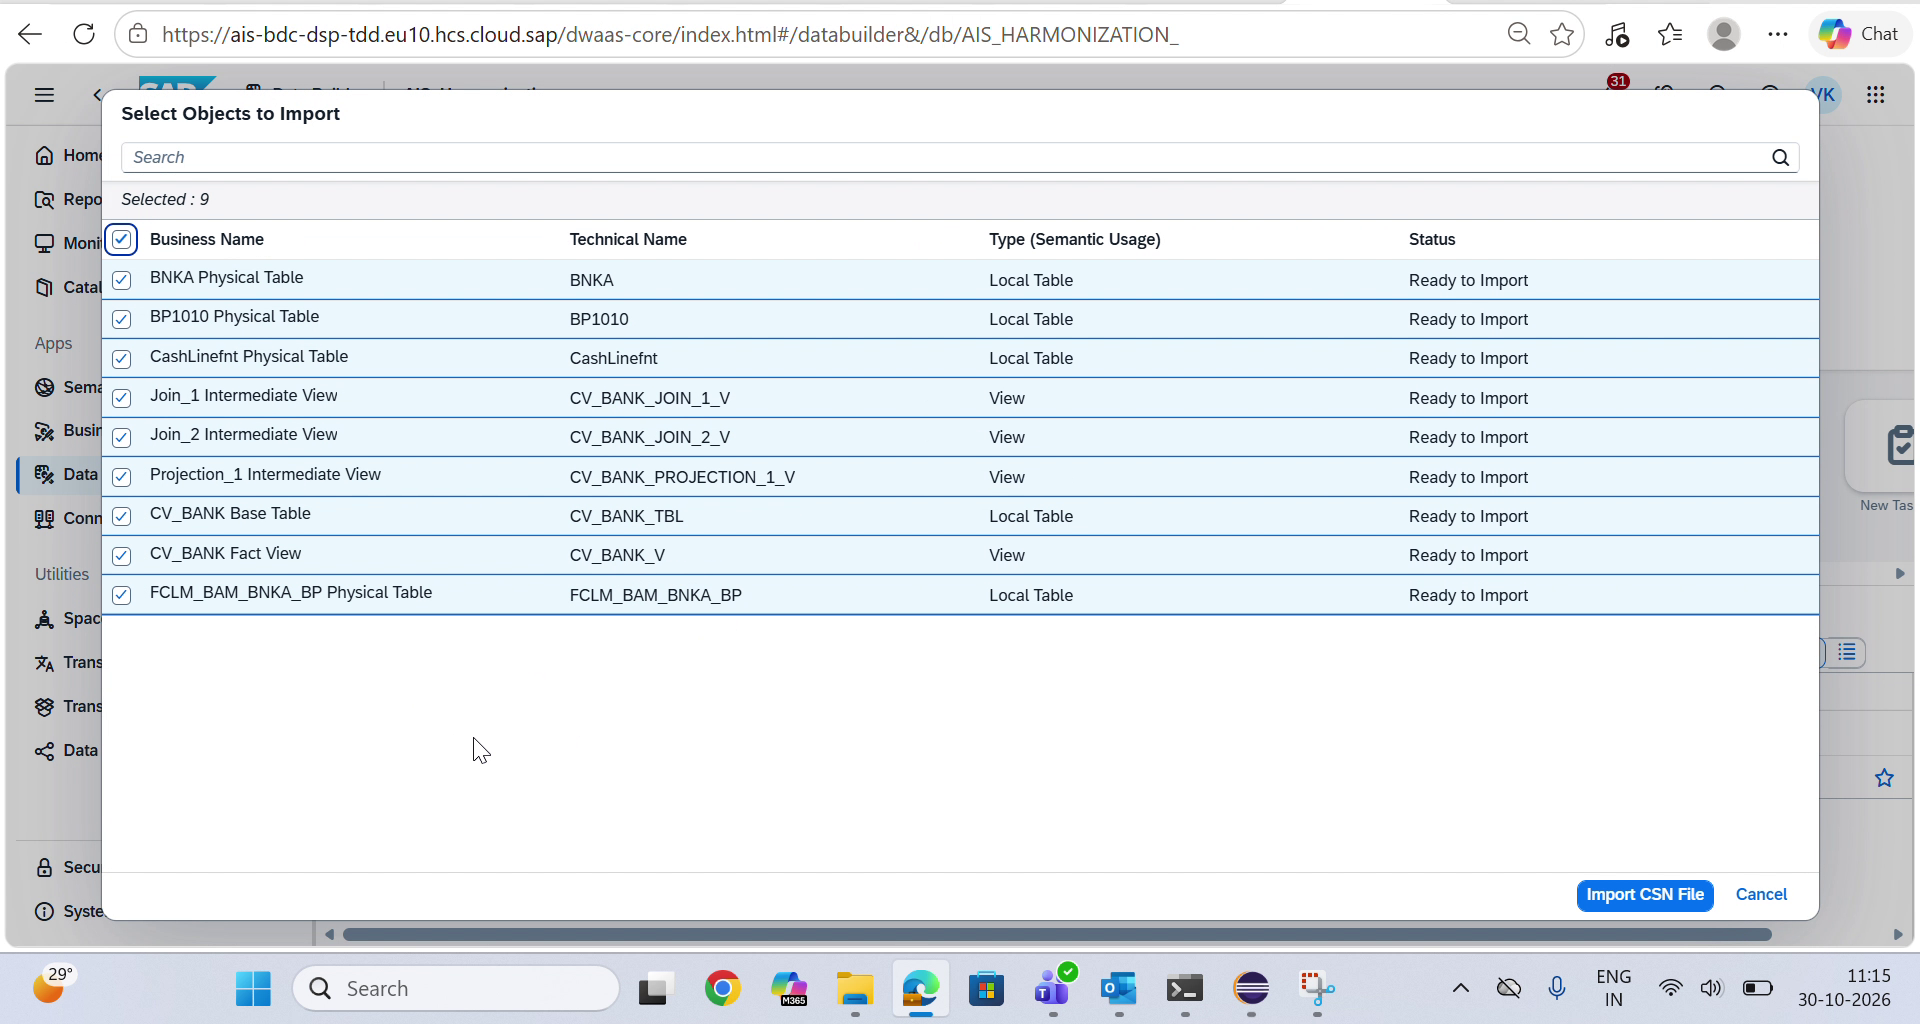 https://ais-bdc-dsp-tdd.eu10.hcs.cloud.sap/dwaas-core/index.html#/databuilder&/db/AIS_HARMONIZATION_
Chat
31
VK
Select Objects to Import
Search
Selected : 9
Business Name Technical Name Type (Semantic Usage) Status
BNKA Physical Table BNKA Local Table Ready to Import
BP1010 Physical Table BP1010 Local Table Ready to Import
CashLinefnt Physical Table CashLinefnt Local Table Ready to Import
Join_1 Intermediate View CV_BANK_JOIN_1_V View Ready to Import
Join_2 Intermediate View CV_BANK_JOIN_2_V View Ready to Import
Projection_1 Intermediate View CV_BANK_PROJECTION_1_V View Ready to Import
CV_BANK Base Table CV_BANK_TBL Local Table Ready to Import
CV_BANK Fact View CV_BANK_V View Ready to Import
FCLM_BAM_BNKA_BP Physical Table FCLM_BAM_BNKA_BP Local Table Ready to Import
Import CSN File Cancel
Home
Repo
Moni
Catal
Apps
Sema
Busin
Data
Conn
Utilities
Spac
Trans
Trans
Data
Secu
Syste
New Tas
29°
Search
M365
ENG
IN
11:15
30-10-2026